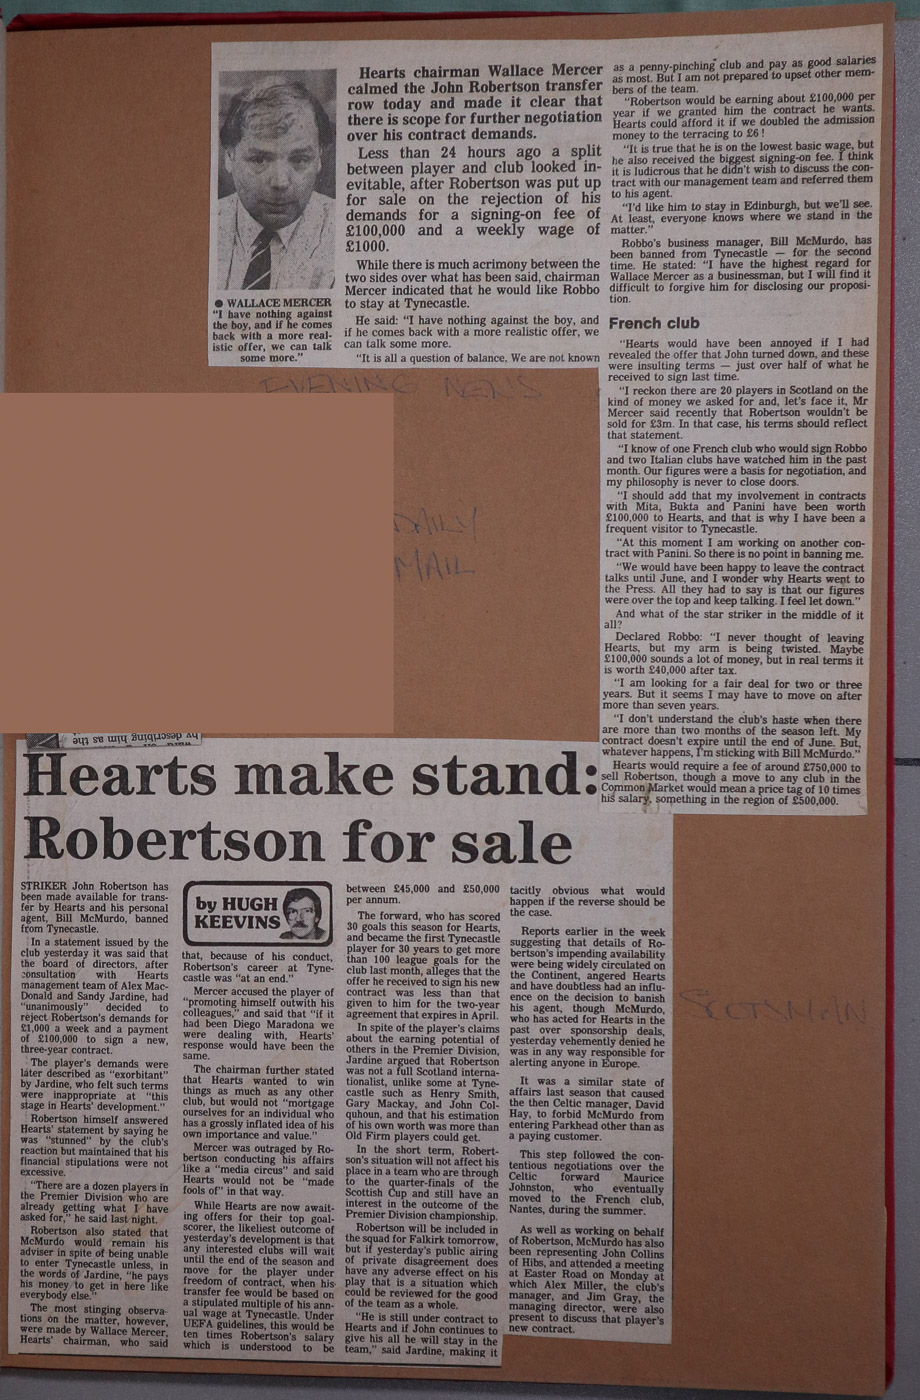 Hearts chairman Wallace Mercer
calmed the John Robertson transfer
row today and made it clear that
there is scope for further negotiation
over his contract demands.
Less than 24 hours ago a split
between player and club looked in-
evitable, after Robertson was put up
for sale on the rejection of his
demands for a signing-on fee of
£100,000 and a weekly wage of
£1000.
While there is much acrimony between the
two sides over what has been said, chairman
Mercer indicated that he would like Robbo
to stay at Tynecastle.
He said: "I have nothing against the boy, and
if he comes back with a more realistic offer, we
can talk some more.
"It is all a question of balance. We are not known
● WALLACE MERCER
"I have nothing against
the boy, and if he comes
back with a more real-
istic offer, we can talk
some more."
as a penny-pinching club and pay as good salaries
as most. But I am not prepared to upset other mem-
bers of the team.
"Robertson would be earning about £100,000 per
year if we granted him the contract he wants.
Hearts could afford it if we doubled the admission
money to the terracing to £6!
"It is true that he is on the lowest basic wage, but
he also received the biggest signing-on fee. I think
it is ludicrous that he didn't wish to discuss the con-
tract with our management team and referred them
to his agent.
"I'd like him to stay in Edinburgh, but we'll see.
At least, everyone knows where we stand in the
matter."
Robbo's business manager, Bill McMurdo, has
been banned from Tynecastle — for the second
time. He stated: "I have the highest regard for
Wallace Mercer as a businessman, but I will find it
difficult to forgive him for disclosing our proposi-
tion.
French club
"Hearts would have been annoyed if I had
revealed the offer that John turned down, and these
were insulting terms — just over half of what he
received to sign last time.
"I reckon there are 20 players in Scotland on the
kind of money we asked for and, let's face it, Mr
Mercer said recently that Robertson wouldn't be
sold for £3m. In that case, his terms should reflect
that statement.
"I know of one French club who would sign Robbo
and two Italian clubs have watched him in the past
month. Our figures were a basis for negotiation, and
my philosophy is never to close doors.
"I should add that my involvement in contracts
with Mita, Bukta and Panini have been worth
£100,000 to Hearts, and that is why I have been a
frequent visitor to Tynecastle.
"At this moment I am working on another con-
tract with Panini. So there is no point in banning me.
"We would have been happy to leave the contract
talks until June, and I wonder why Hearts went to
the Press. All they had to say is that our figures
were over the top and keep talking. I feel let down."
And what of the star striker in the middle of it
all?
Declared Robbo: "I never thought of leaving
Hearts, but my arm is being twisted. Maybe
£100,000 sounds a lot of money, but in real terms it
is worth £40,000 after tax.
"I am looking for a fair deal for two or three
years. But it seems I may have to move on after
more than seven years.
"I don't understand the club's haste when there
are more than two months of the season left. My
contract doesn't expire until the end of June. But,
whatever happens, I'm sticking with Bill McMurdo."
Hearts would require a fee of around £750,000 to
sell Robertson, though a move to any club in the
Common Market would mean a price tag of 10 times
his salary, something in the region of £500,000.
EVENING NEWS
DAILY
MAIL
by describing him as the
Hearts make stand:
Robertson for sale
STRIKER John Robertson has
been made available for trans-
fer by Hearts and his personal
agent, Bill McMurdo, banned
from Tynecastle.
In a statement issued by the
club yesterday it was said that
the board of directors, after
consultation with Hearts
management team of Alex Mac-
Donald and Sandy Jardine, had
"unanimously" decided to
reject Robertson's demands for
£1,000 a week and a payment
of £100,000 to sign a new,
three-year contract.
The player's demands were
later described as "exorbitant"
by Jardine, who felt such terms
were inappropriate at "this
stage in Hearts' development."
Robertson himself answered
Hearts' statement by saying he
was "stunned" by the club's
reaction but maintained that his
financial stipulations were not
excessive.
"There are a dozen players in
the Premier Division who are
already getting what I have
asked for," he said last night.
Robertson also stated that
McMurdo would remain his
adviser in spite of being unable
to enter Tynecastle unless, in
the words of Jardine, "he pays
his money to get in here like
everybody else."
The most stinging observa-
tions on the matter, however,
were made by Wallace Mercer,
Hearts' chairman, who said
by HUGH
KEEVINS
that, because of his conduct,
Robertson's career at Tyne-
castle was "at an end."
Mercer accused the player of
"promoting himself outwith his
colleagues," and said that "if it
had been Diego Maradona we
were dealing with, Hearts'
response would have been the
same.
The chairman further stated
that Hearts wanted to win
things as much as any other
club, but would not "mortgage
ourselves for an individual who
has a grossly inflated idea of his
own importance and value."
Mercer was outraged by Ro-
bertson conducting his affairs
like a "media circus" and said
Hearts would not be "made
fools of" in that way.
While Hearts are now await-
ing offers for their top goal-
scorer, the likeliest outcome of
yesterday's development is that
any interested clubs will wait
until the end of the season and
move for the player under
freedom of contract, when his
transfer fee would be based on
a stipulated multiple of his ann-
ual wage at Tynecastle. Under
UEFA guidelines, this would be
ten times Robertson's salary
which is understood to be
between £45,000 and £50,000
per annum.
The forward, who has scored
30 goals this season for Hearts,
and became the first Tynecastle
player for 30 years to get more
than 100 league goals for the
club last month, alleges that the
offer he received to sign his new
contract was less than that
given to him for the two-year
agreement that expires in April.
In spite of the player's claims
about the earning potential of
others in the Premier Division,
Jardine argued that Robertson
was not a full Scotland interna-
tionalist, unlike some at Tyne-
castle such as Henry Smith,
Gary Mackay, and John Col-
quhoun, and that his estimation
of his own worth was more than
Old Firm players could get.
In the short term, Robert-
son's situation will not affect his
place in a team who are through
to the quarter-finals of the
Scottish Cup and still have an
interest in the outcome of the
Premier Division championship.
Robertson will be included in
the squad for Falkirk tomorrow,
but if yesterday's public airing
of private disagreement does
have any adverse effect on his
play that is a situation which
could be reviewed for the good
of the team as a whole.
"He is still under contract to
Hearts and if John continues to
give his all he will stay in the
team," said Jardine, making it
tacitly obvious what would
happen if the reverse should be
the case.
Reports earlier in the week
suggesting that details of Ro-
bertson's impending availability
were being widely circulated on
the Continent, angered Hearts
and have doubtless had an influ-
ence on the decision to banish
his agent, though McMurdo,
who has acted for Hearts in the
past over sponsorship deals,
yesterday vehemently denied he
was in any way responsible for
alerting anyone in Europe.
It was a similar state of
affairs last season that caused
the then Celtic manager, David
Hay, to forbid McMurdo from
entering Parkhead other than as
a paying customer.
This step followed the con-
tentious negotiations over the
Celtic forward Maurice
Johnston, who eventually
moved to the French club,
Nantes, during the summer.
As well as working on behalf
of Robertson, McMurdo has also
been representing John Collins
of Hibs, and attended a meeting
at Easter Road on Monday at
which Alex Miller, the club's
manager, and Jim Gray, the
managing director, were also
present to discuss that player's
new contract.
SCOTSMAN